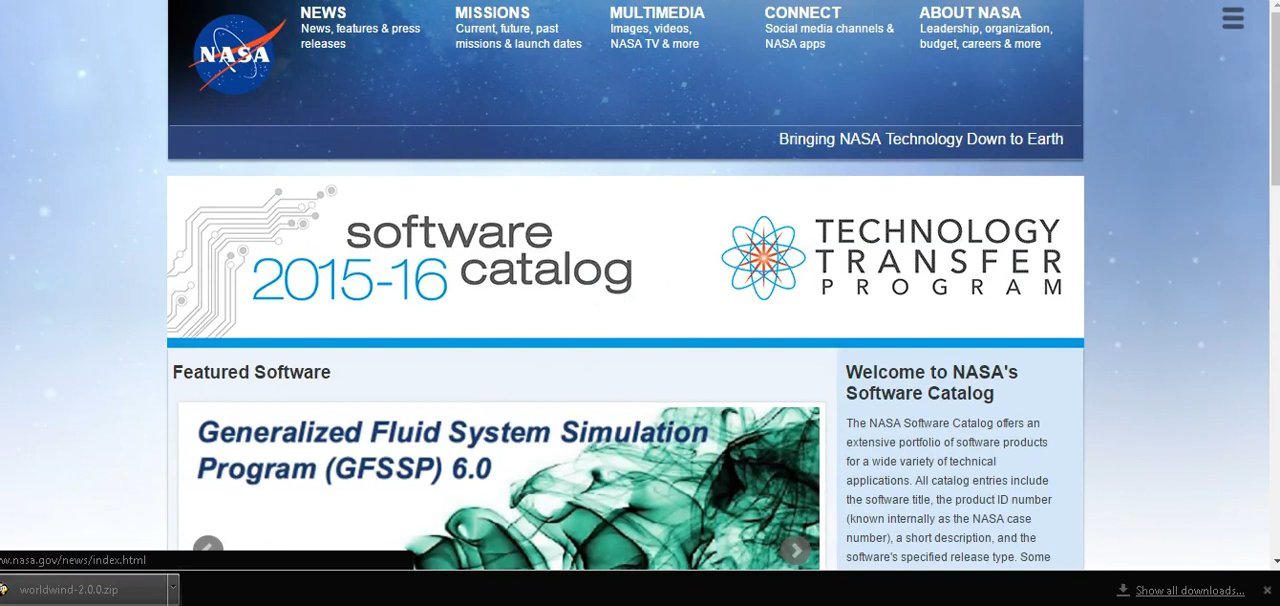 NASA
NEWS
News, features & press
releases
MISSIONS
Current, future, past
missions & launch dates
MULTIMEDIA
Images, videos,
NASA TV & more
CONNECT
Social media channels &
NASA apps
ABOUT NASA
Leadership, organization,
budget, careers & more
Bringing NASA Technology Down to Earth
software
2015-16 catalog
TECHNOLOGY
TRANSFER
PROGRAM
Featured Software
Generalized Fluid System Simulation
Program (GFSSP) 6.0
Welcome to NASA's
Software Catalog
The NASA Software Catalog offers an
extensive portfolio of software products
for a wide variety of technical
applications. All catalog entries include
the software title, the product ID number
(known internally as the NASA case
number), a short description, and the
software's specified release type. Some
w.nasa.gov/news/index.html
worldwind-2.0.0.zip
Show all downloads...